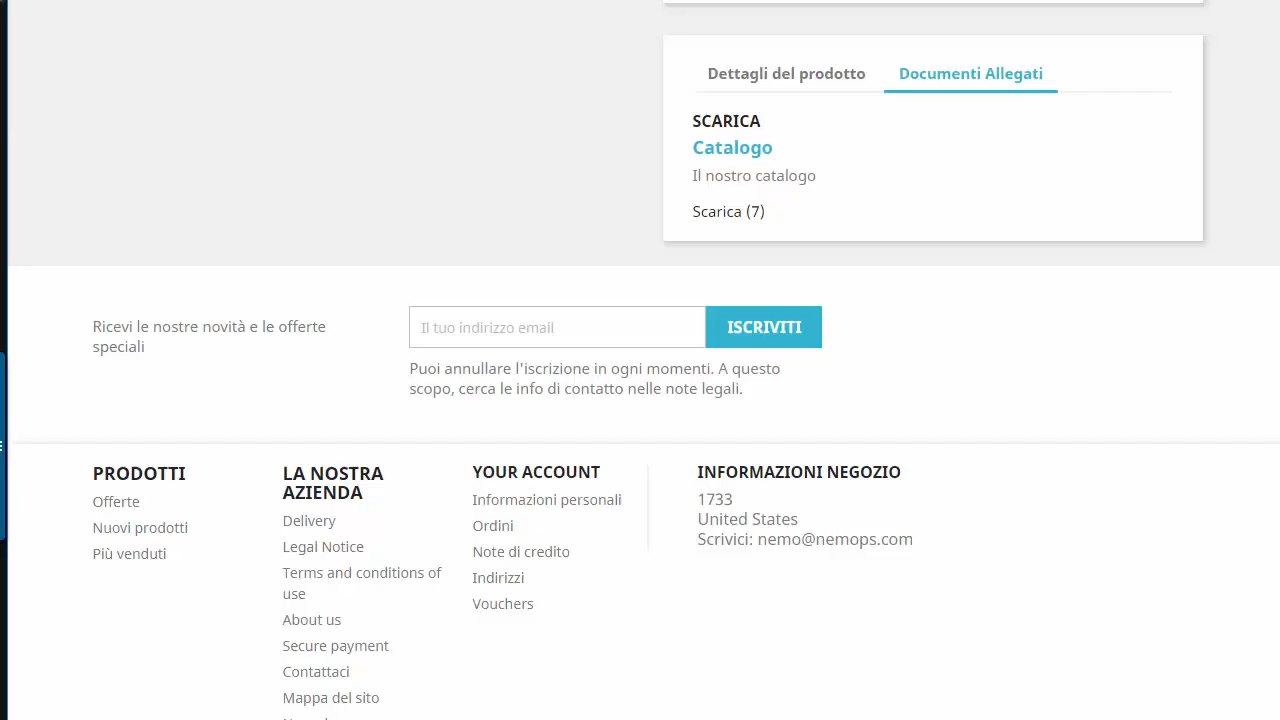 Dettagli del prodotto
Documenti Allegati
SCARICA
Catalogo
Il nostro catalogo
Scarica (7)
Ricevi le nostre novità e le offerte
speciali
Il tuo indirizzo email
ISCRIVITI
Puoi annullare l'iscrizione in ogni momenti. A questo
scopo, cerca le info di contatto nelle note legali.
PRODOTTI
Offerte
Nuovi prodotti
Più venduti
LA NOSTRA
AZIENDA
Delivery
Legal Notice
Terms and conditions of
use
About us
Secure payment
Contattaci
Mappa del sito
YOUR ACCOUNT
Informazioni personali
Ordini
Note di credito
Indirizzi
Vouchers
INFORMAZIONI NEGOZIO
1733
United States
Scrivici: nemo@nemops.com